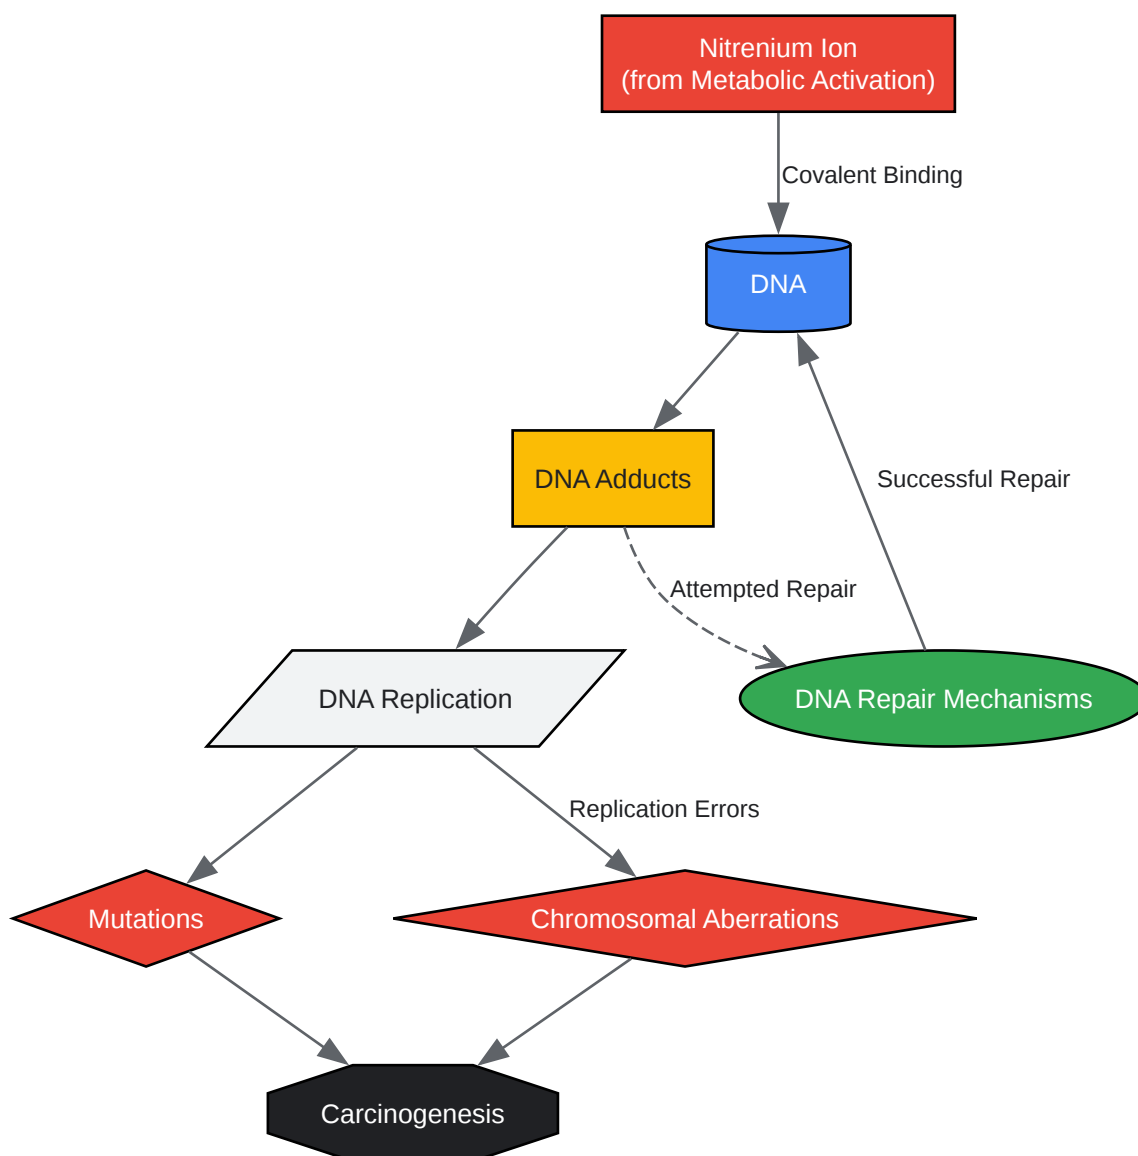 Nitrenium Ion
(from Metabolic Activation)
Covalent Binding
DNA
DNA Adducts
Successful Repair
Attempted Repair
DNA Replication
DNA Repair Mechanisms
Replication Errors
Mutations
Chromosomal Aberrations
Carcinogenesis